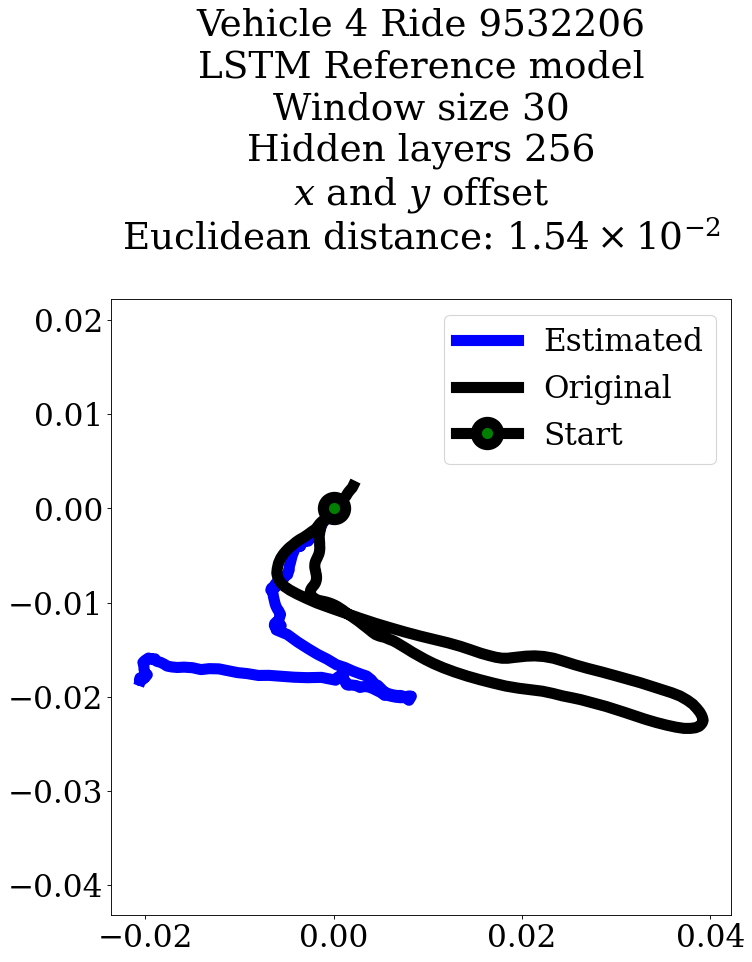 Vehicle 4 Ride 9532206
LSTM Reference model
Window size 30
Hidden layers 256
x and y offset
Euclidean distance: 1.54 × 10⁻²
Estimated
Original
Start
0.02
0.01
0.00
−0.01
−0.02
−0.03
−0.04
−0.02 0.00 0.02 0.04